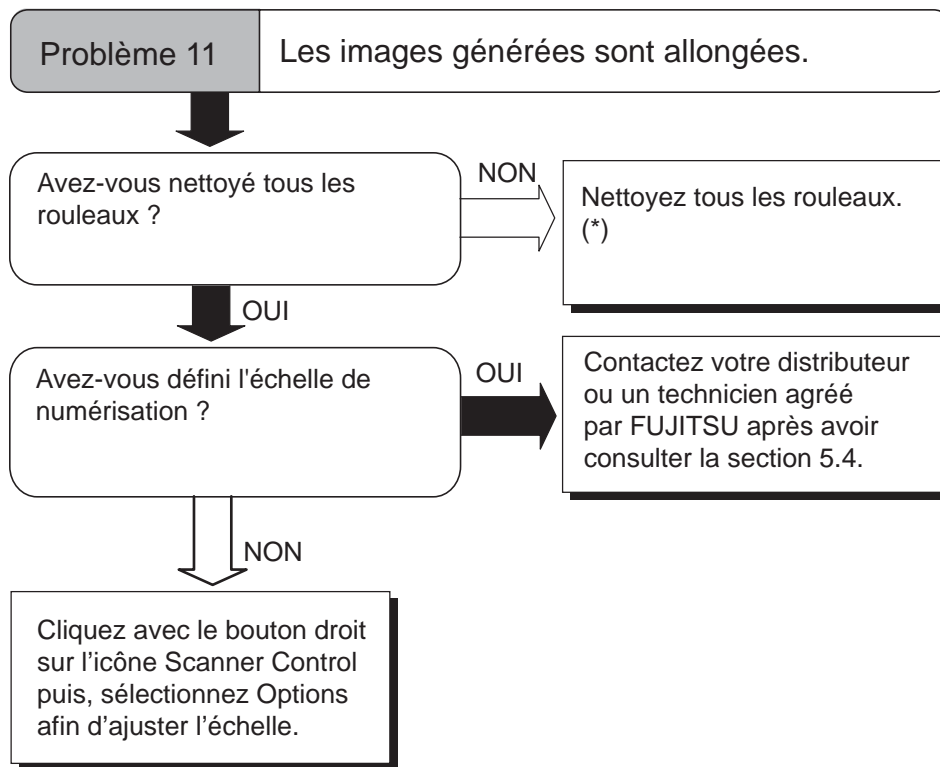 Problème 11
Les images générées sont allongées.
Avez-vous nettoyé tous les
rouleaux ?
NON
Nettoyez tous les rouleaux.
(*)
OUI
Avez-vous défini l'échelle de
numérisation ?
OUI
Contactez votre distributeur
ou un technicien agréé
par FUJITSU après avoir
consulter la section 5.4.
NON
Cliquez avec le bouton droit
sur l’icône Scanner Control
puis, sélectionnez Options
afin d’ajuster l’échelle.